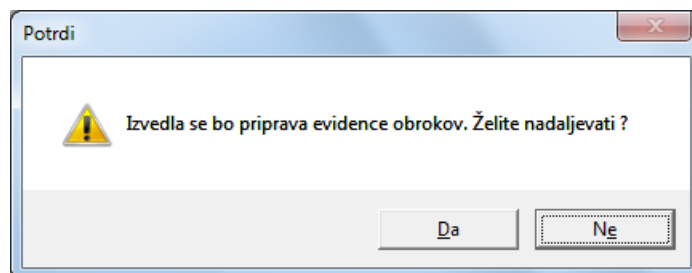 Potrdi
Izvedla se bo priprava evidence obrokov. Želite nadaljevati ?
Da
Ne